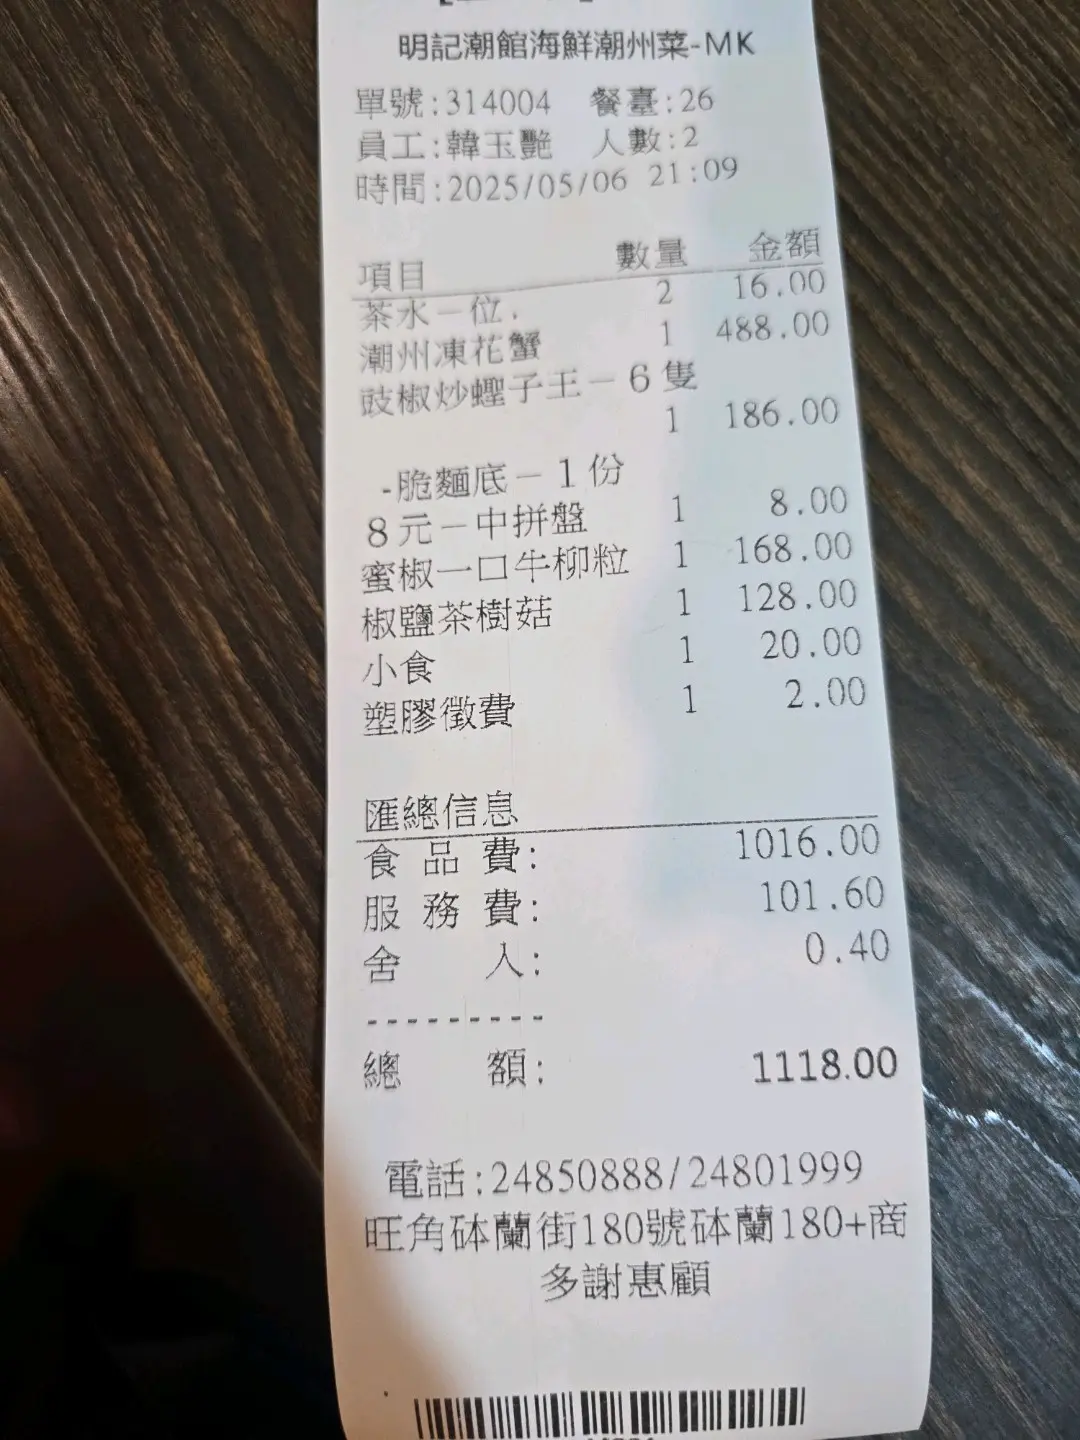 明記潮館海鮮潮州菜-MK
單號:314004 餐臺:26
員工:韓玉艷 人數:2
時間:2025/05/06 21:09
項目 數量 金額
茶水－位. 2 16.00
潮州凍花蟹 1 488.00
豉椒炒蟶子王－6隻
1 186.00
-脆麵底－1份
8元－中拼盤 1 8.00
蜜椒一口牛柳粒 1 168.00
椒鹽茶樹菇 1 128.00
小食 1 20.00
塑膠徵費 1 2.00
匯總信息
食品費: 1016.00
服務費: 101.60
舍入: 0.40
---------
總額: 1118.00
電話:24850888/24801999
旺角砵蘭街180號砵蘭180+商
多謝惠顧